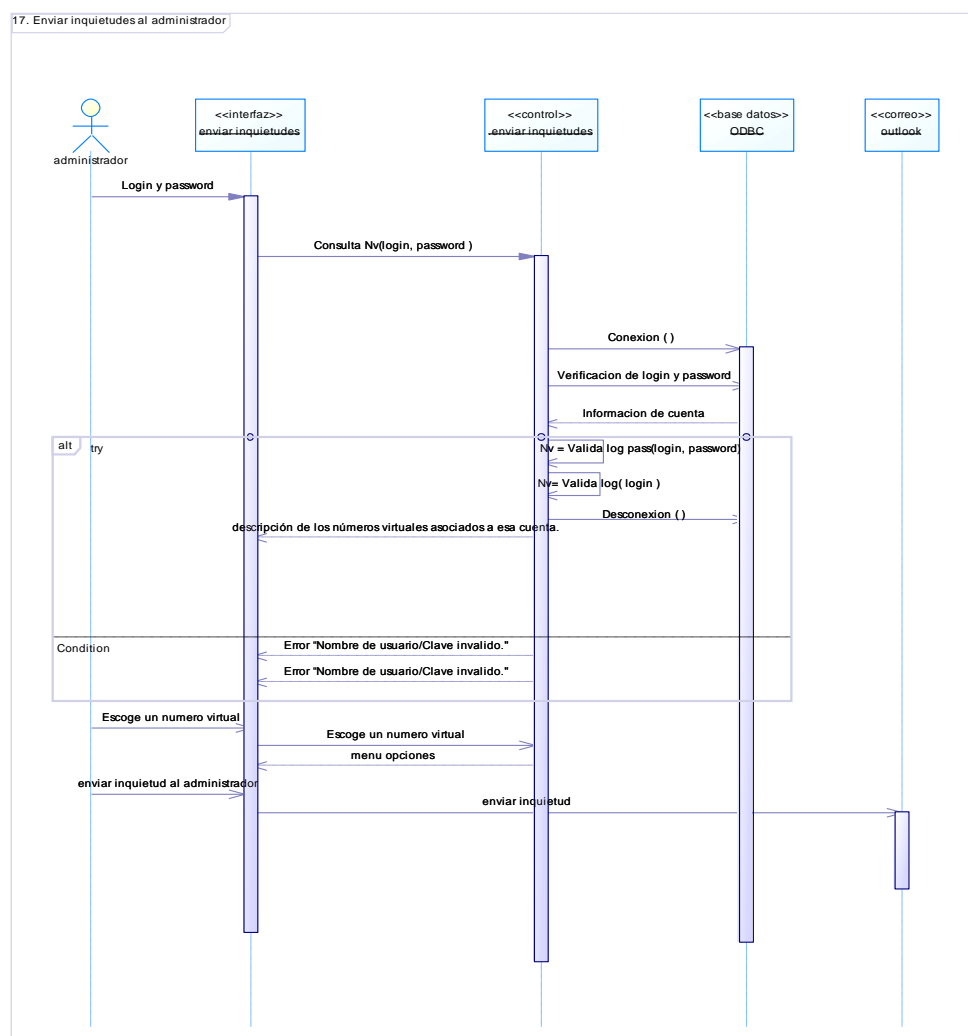 17. Enviar inquietudes al administrador
<<interfaz>>
enviar inquietudes
<<control>>
enviar inquietudes
<<base datos>>
ODBC
<<correo>>
outlook
administrador
Login y password
Consulta Nv(login, password )
Conexion ( )
Verificacion de login y password
Informacion de cuenta
alt
try
Nv = Valida log pass(login, password)
Nv= Valida log( login )
Desconexion ( )
descripción de los números virtuales asociados a esa cuenta.
Condition
Error "Nombre de usuario/Clave invalido."
Error "Nombre de usuario/Clave invalido."
Escoge un numero virtual
Escoge un numero virtual
menu opciones
enviar inquietud al administrador
enviar inquietud